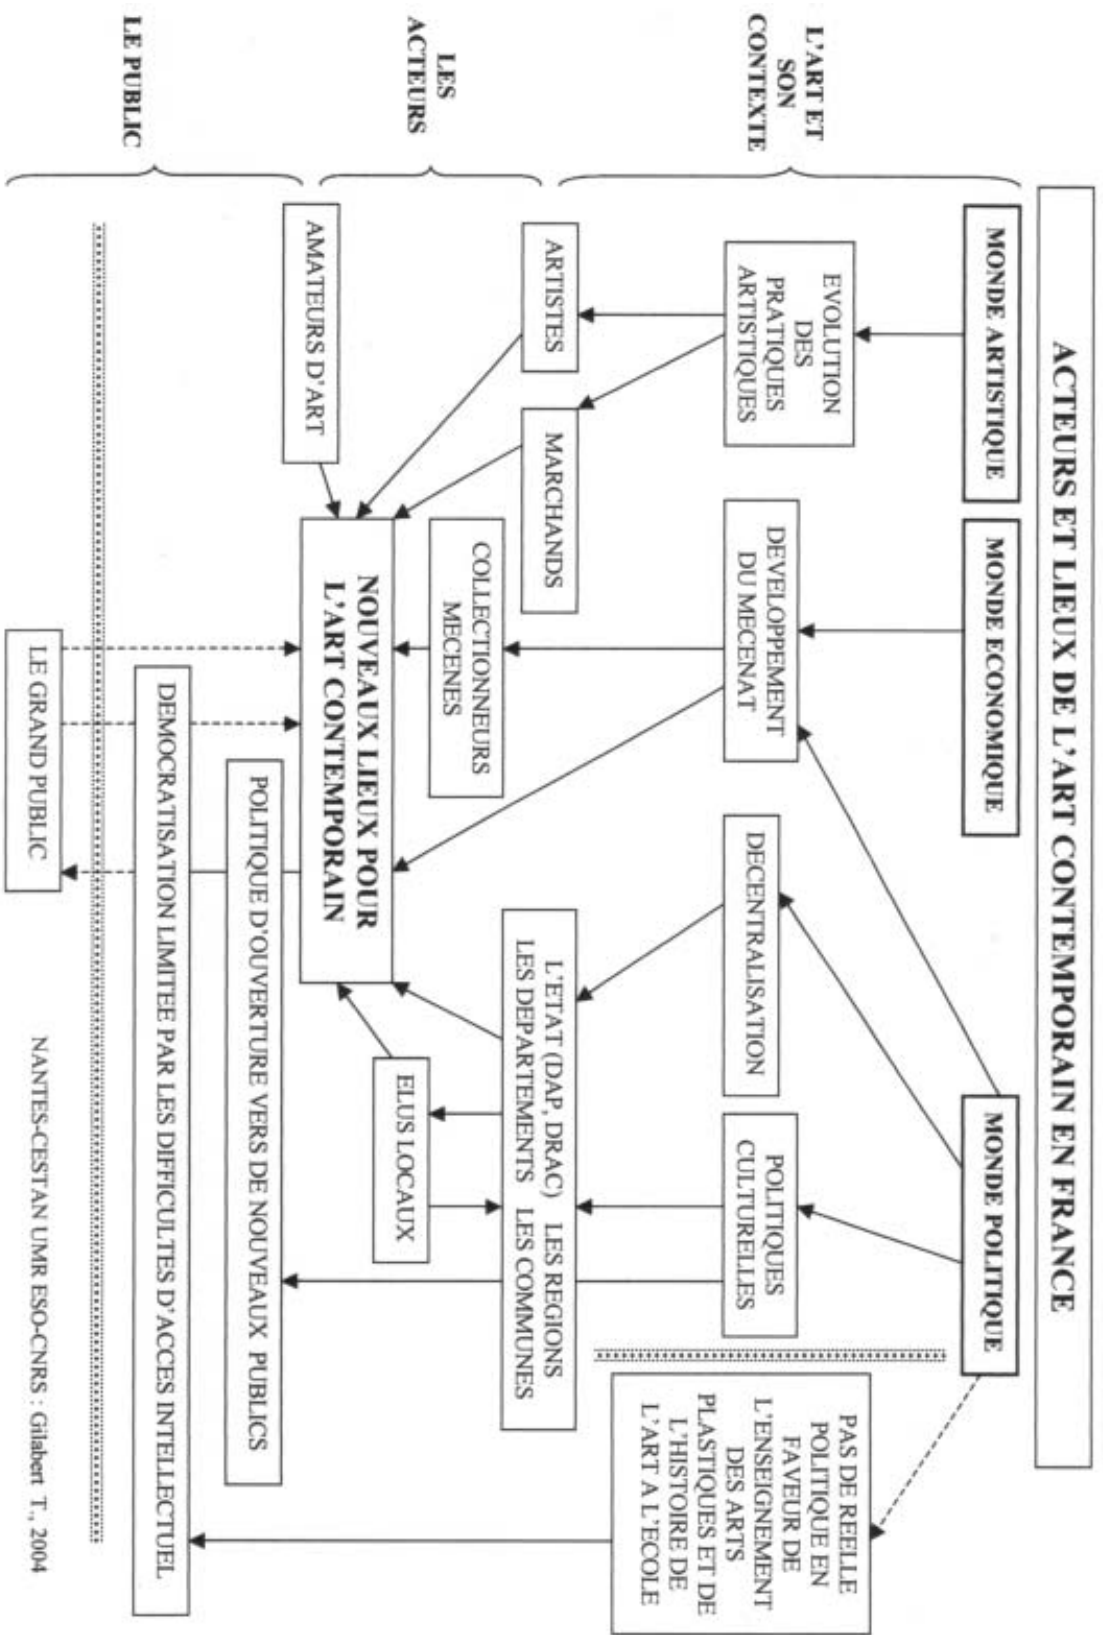 ACTEURS ET LIEUX DE L'ART CONTEMPORAIN EN FRANCE
L'ART ET
SON
CONTEXTE
MONDE ARTISTIQUE
MONDE ECONOMIQUE
MONDE POLITIQUE
EVOLUTION
DES
PRATIQUES
ARTISTIQUES
DEVELOPPEMENT
DU MECENAT
DECENTRALISATION
POLITIQUES
CULTURELLES
PAS DE REELLE
POLITIQUE EN
FAVEUR DE
L'ENSEIGNEMENT
DES ARTS
PLASTIQUES ET DE
L'HISTOIRE DE
L'ART A L'ECOLE
LES
ACTEURS
ARTISTES
MARCHANDS
COLLECTIONNEURS
MECENES
L'ETAT (DAP, DRAC) LES REGIONS
LES DEPARTEMENTS LES COMMUNES
ELUS LOCAUX
NOUVEAUX LIEUX POUR
L'ART CONTEMPORAIN
LE PUBLIC
AMATEURS D'ART
POLITIQUE D'OUVERTURE VERS DE NOUVEAUX PUBLICS
DEMOCRATISATION LIMITEE PAR LES DIFFICULTES D'ACCES INTELLECTUEL
LE GRAND PUBLIC
NANTES-CESTAN UMR ESO-CNRS : Gilabert T., 2004